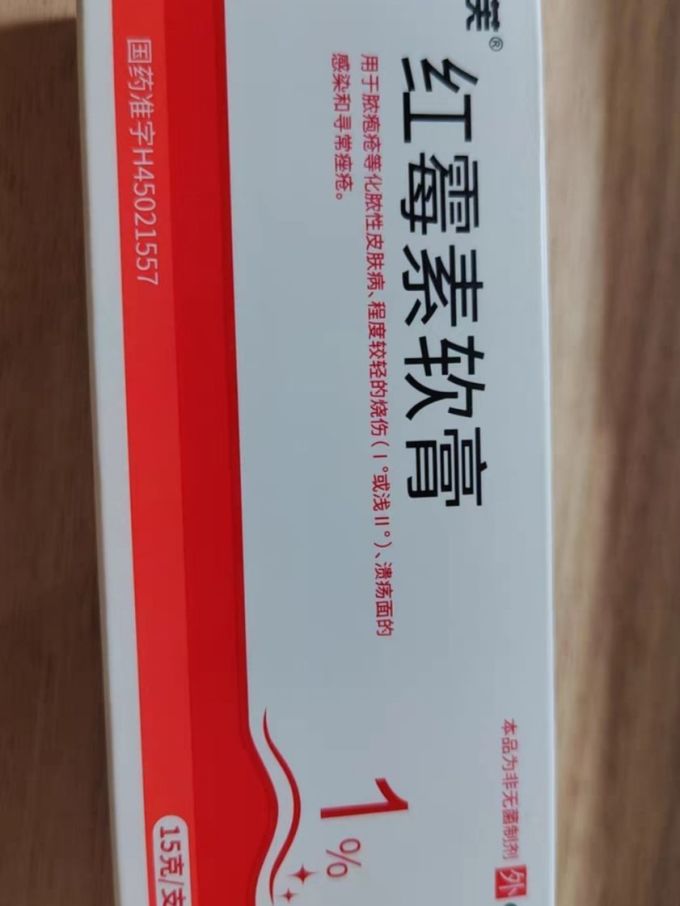 芙®
红霉素软膏
用于脓疱疮等化脓性皮肤病、程度较轻的烧伤(Ⅰ°或浅Ⅱ°)、溃疡面的
感染和寻常痤疮。
本品为非无菌制剂 外
1%
国药准字H45021557
15克/支